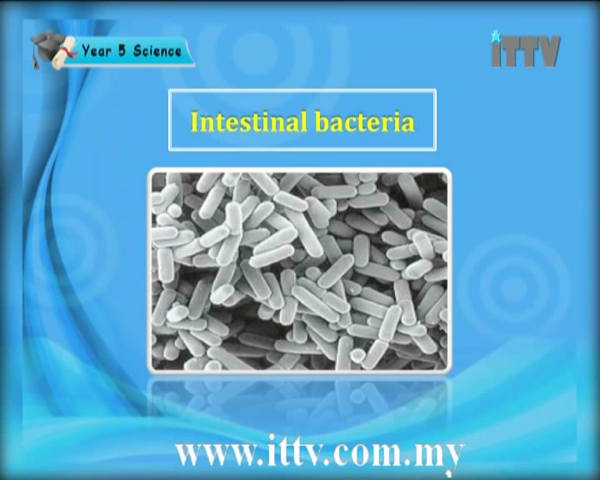 Year 5 Science
iTTV
Intestinal bacteria
www.ittv.com.my